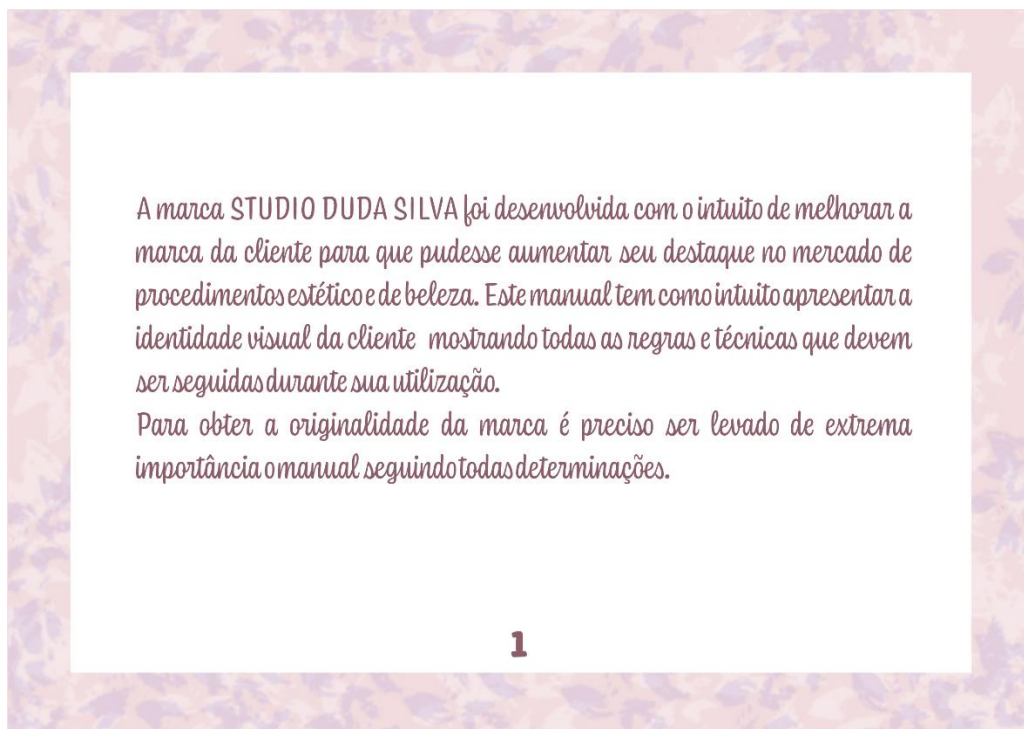 A marca STUDIO DUDA SILVA foi desenvolvida com o intuito de melhorar a
marca da cliente para que pudesse aumentar seu destaque no mercado de
procedimentos estético e de beleza. Este manual tem como intuito apresentar a
identidade visual da cliente mostrando todas as regras e técnicas que devem
ser seguidas durante sua utilização.
Para obter a originalidade da marca é preciso ser levado de extrema
importância o manual seguindo todas determinações.
1